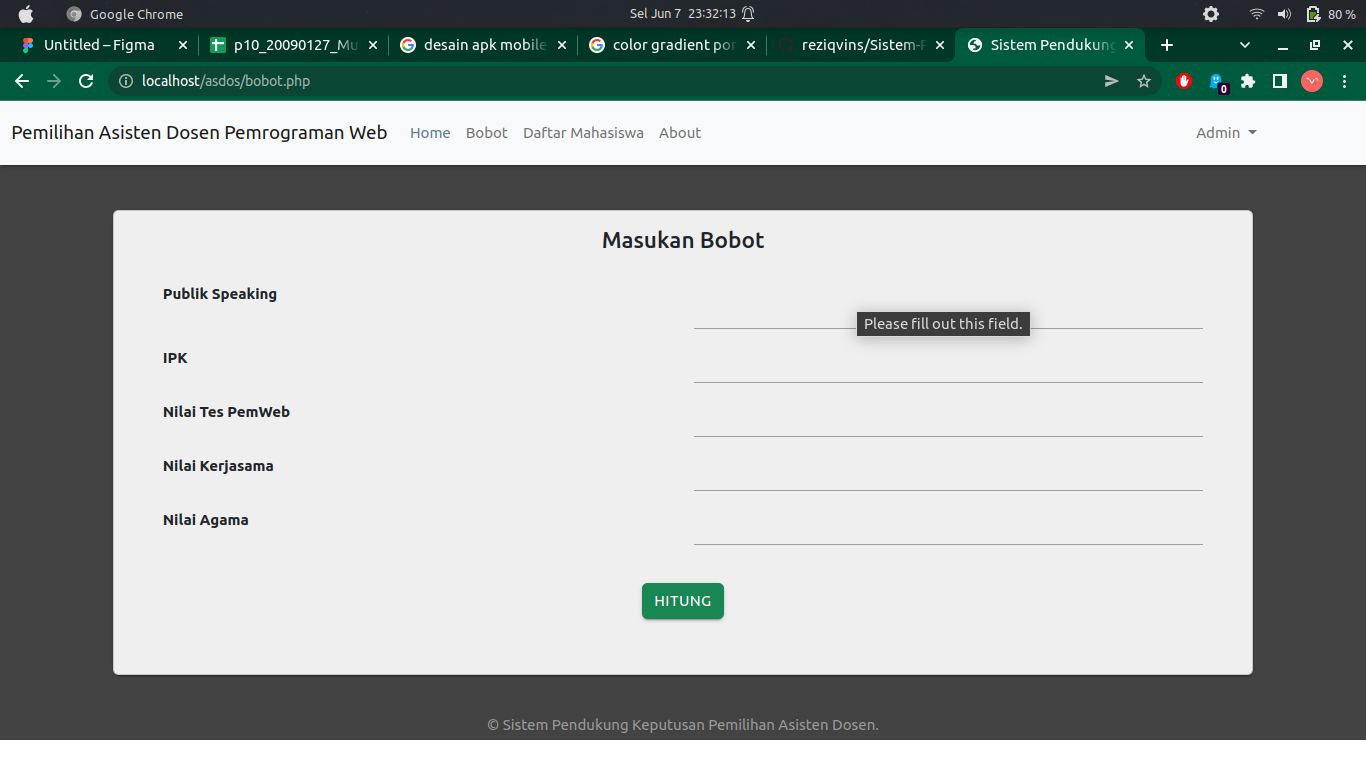 Google Chrome Sel Jun 7 23:32:13 80 %
Untitled – Figma p10_20090127_Mu desain apk mobile color gradient por reziqvins/Sistem-P Sistem Pendukung
localhost/asdos/bobot.php 0
Pemilihan Asisten Dosen Pemrograman Web Home Bobot Daftar Mahasiswa About Admin
Masukan Bobot
Publik Speaking
Please fill out this field.
IPK
Nilai Tes PemWeb
Nilai Kerjasama
Nilai Agama
HITUNG
© Sistem Pendukung Keputusan Pemilihan Asisten Dosen.